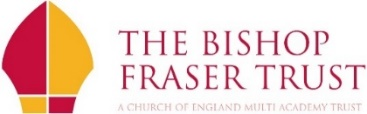 THE BISHOP
FRASER TRUST
A CHURCH OF ENGLAND MULTI ACADEMY TRUST